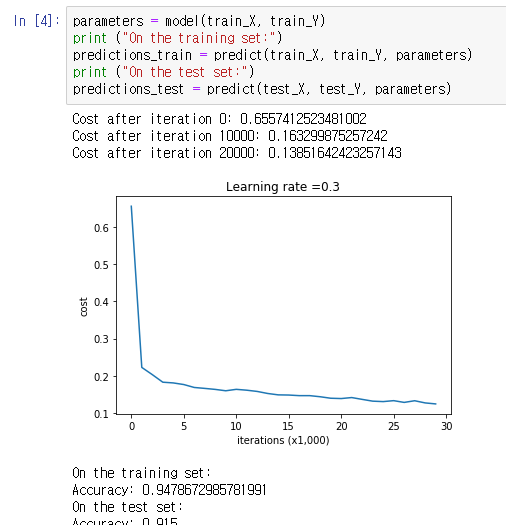 In [4]:
parameters = model(train_X, train_Y)
print ("On the training set:")
predictions_train = predict(train_X, train_Y, parameters)
print ("On the test set:")
predictions_test = predict(test_X, test_Y, parameters)
Cost after iteration 0: 0.6557412523481002
Cost after iteration 10000: 0.163299875257242
Cost after iteration 20000: 0.13851642423257143
Learning rate =0.3
0.6
0.5
0.4
0.3
0.2
0.1
cost
0 5 10 15 20 25 30
iterations (x1,000)
On the training set:
Accuracy: 0.9478672985781991
On the test set:
Accuracy: 0.915